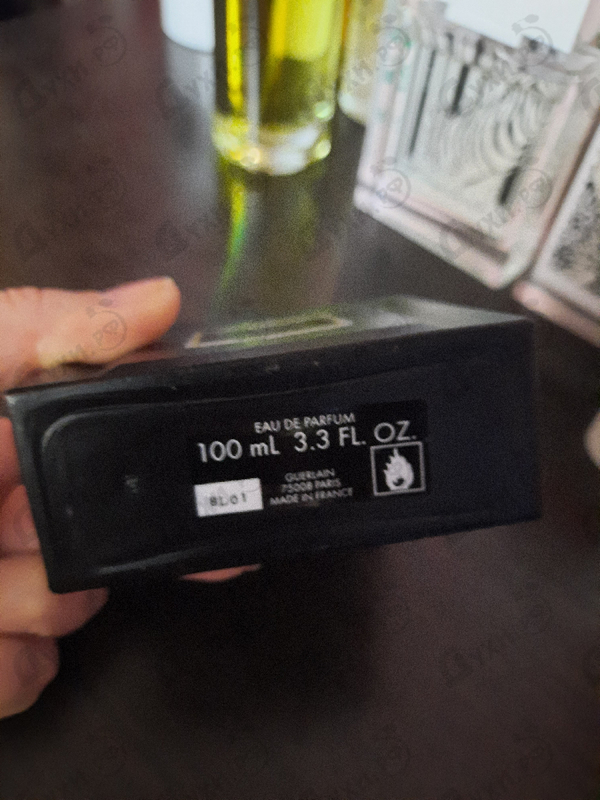 EAU DE PARFUM
100 mL 3.3 FL. OZ.
GUERLAIN
75008 PARIS
MADE IN FRANCE
8L01